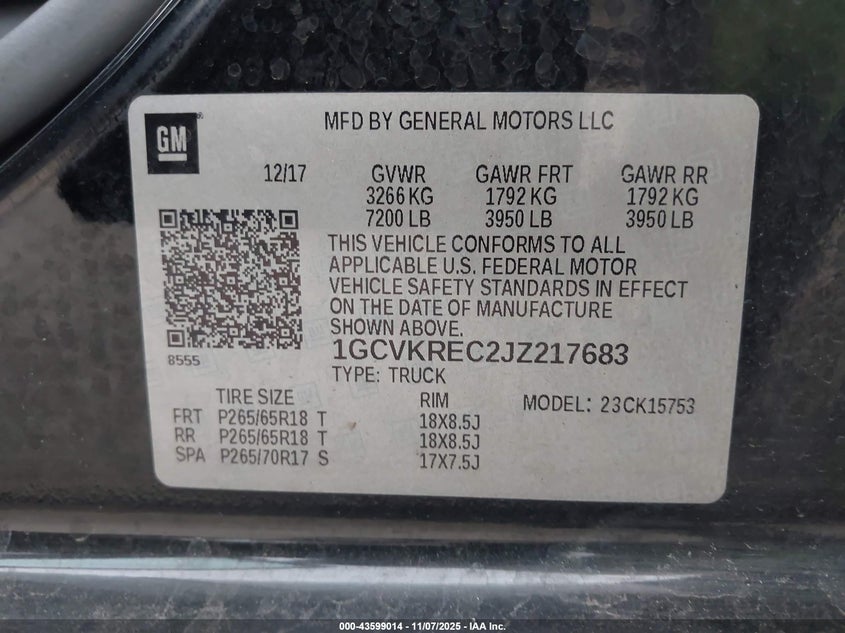 GM
MFD BY GENERAL MOTORS LLC
12/17 GVWR GAWR FRT GAWR RR
3266 KG 1792 KG 1792 KG
7200 LB 3950 LB 3950 LB
THIS VEHICLE CONFORMS TO ALL
APPLICABLE U.S. FEDERAL MOTOR
VEHICLE SAFETY STANDARDS IN EFFECT
ON THE DATE OF MANUFACTURE
SHOWN ABOVE.
8555
1GCVKREC2JZ217683
TYPE: TRUCK
TIRE SIZE RIM MODEL: 23CK15753
FRT P265/65R18 T 18X8.5J
RR P265/65R18 T 18X8.5J
SPA P265/70R17 S 17X7.5J
000-43599014 - 11/07/2025 - IAA Inc.